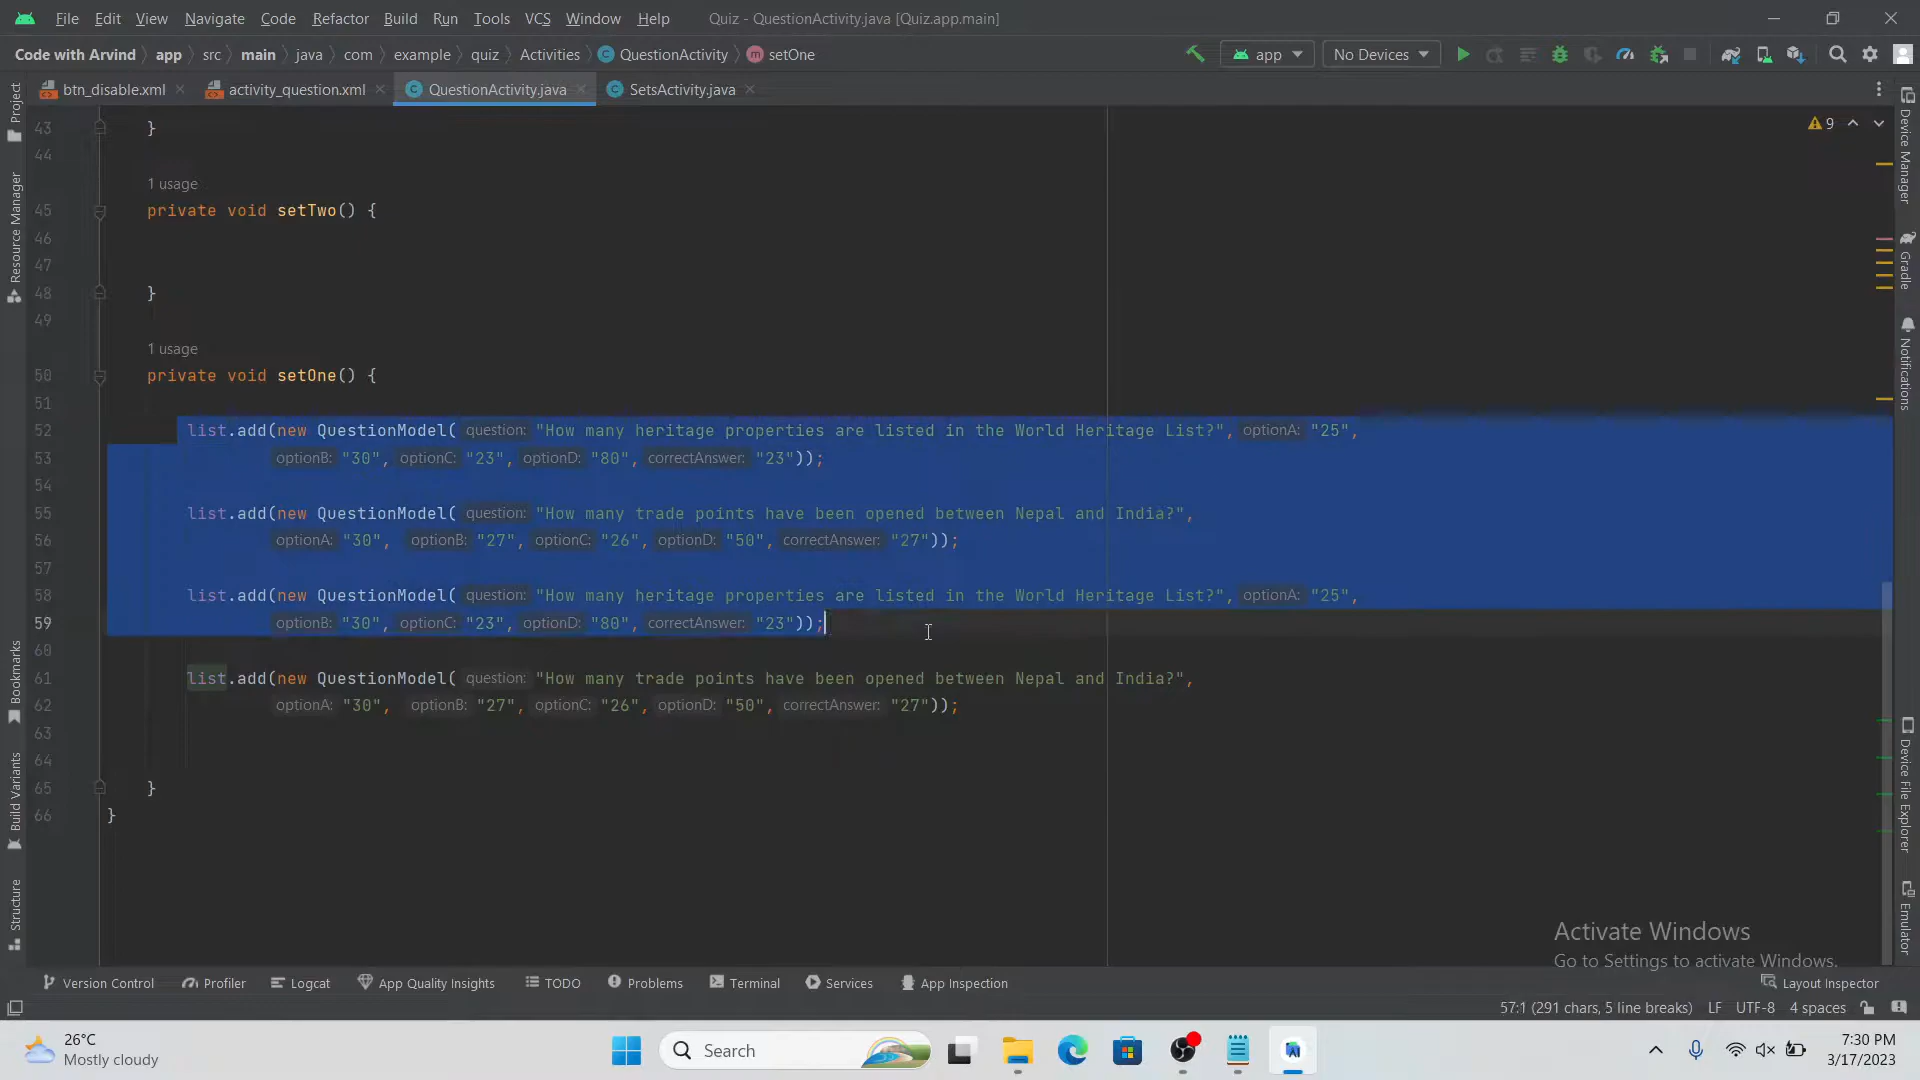 File Edit View Navigate Code Refactor Build Run Tools VCS Window Help Quiz - QuestionActivity.java [Quiz.app.main]
Code with Arvind app src main java com example quiz Activities QuestionActivity setOne app No Devices
btn_disable.xml activity_question.xml QuestionActivity.java SetsActivity.java
Project
Resource Manager
Bookmarks
Build Variants
Structure
9
43 }
44
1 usage
45 private void setTwo() {
46
47
48 }
49
1 usage
50 private void setOne() {
51
52 list.add(new QuestionModel( question: "How many heritage properties are listed in the World Heritage List?", optionA: "25",
53 optionB: "30", optionC: "23", optionD: "80", correctAnswer: "23"));
54
55 list.add(new QuestionModel( question: "How many trade points have been opened between Nepal and India?",
56 optionA: "30", optionB: "27", optionC: "26", optionD: "50", correctAnswer: "27"));
57
58 list.add(new QuestionModel( question: "How many heritage properties are listed in the World Heritage List?", optionA: "25",
59 optionB: "30", optionC: "23", optionD: "80", correctAnswer: "23"));
60
61 list.add(new QuestionModel( question: "How many trade points have been opened between Nepal and India?",
62 optionA: "30", optionB: "27", optionC: "26", optionD: "50", correctAnswer: "27"));
63
64
65 }
66 }
Device Manager
Gradle
Notifications
Device File Explorer
Emulator
Activate Windows
Go to Settings to activate Windows.
Version Control Profiler Logcat App Quality Insights TODO Problems Terminal Services App Inspection Layout Inspector
57:1 (291 chars, 5 line breaks) LF UTF-8 4 spaces
26°C
Mostly cloudy
Search
7:30 PM
3/17/2023